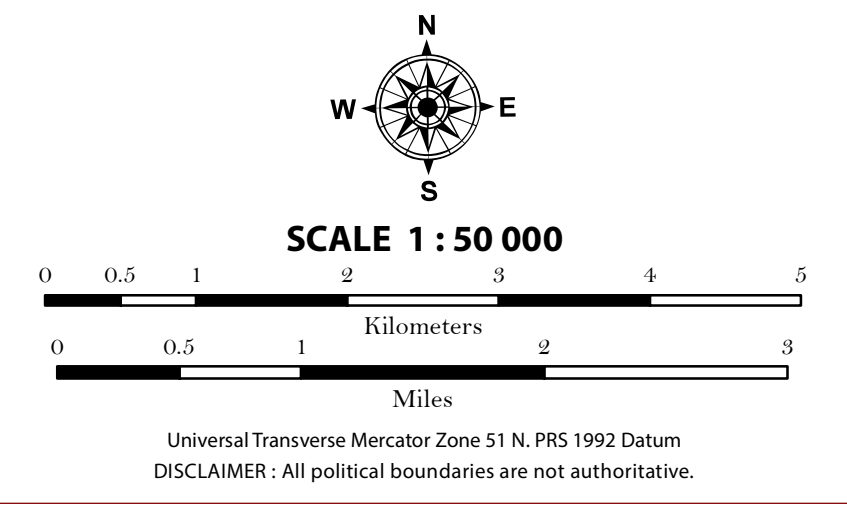 N
W E
S
SCALE 1 : 50 000
0 0.5 1 2 3 4 5
Kilometers
0 0.5 1 2 3
Miles
Universal Transverse Mercator Zone 51 N. PRS 1992 Datum
DISCLAIMER : All political boundaries are not authoritative.